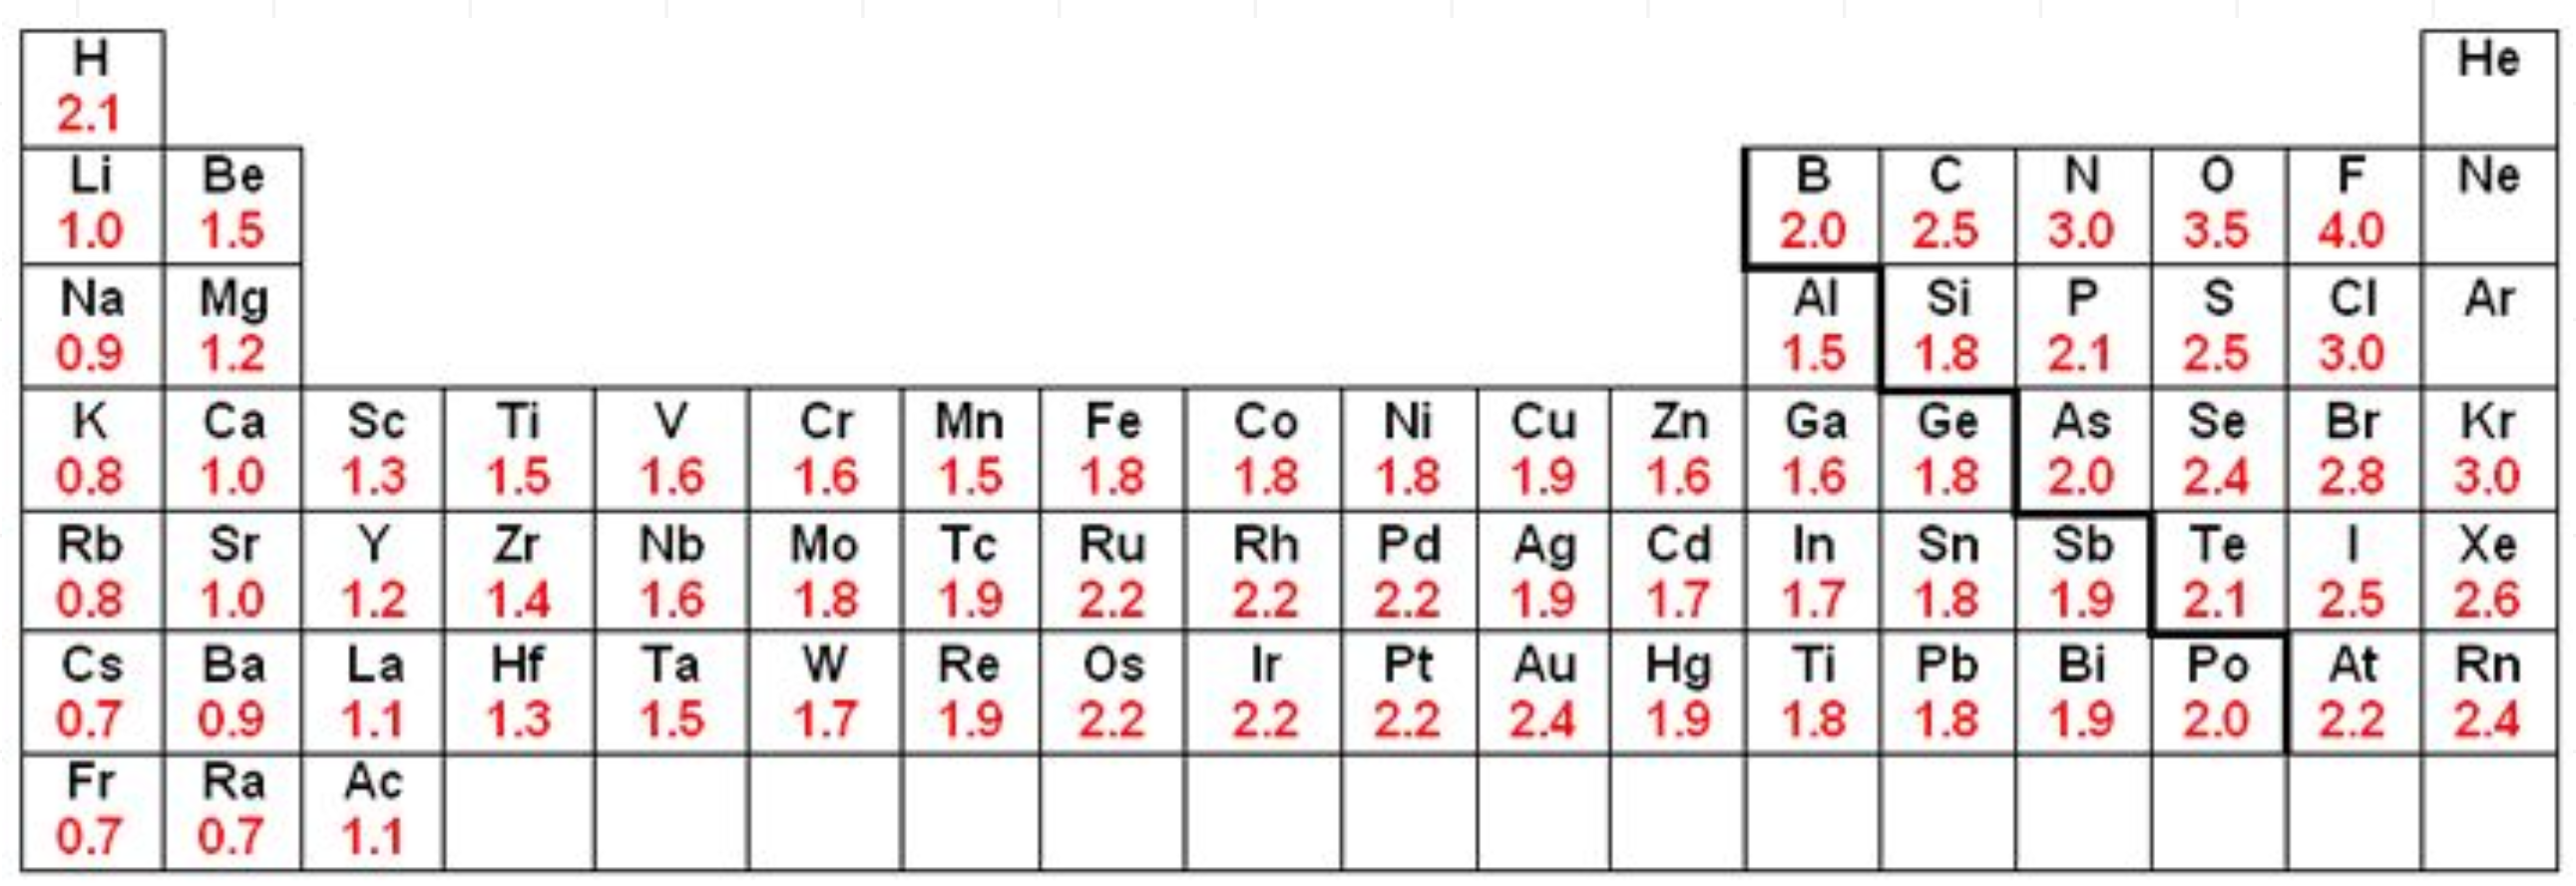 H He
2.1
Li Be B C N O F Ne
1.0 1.5 2.0 2.5 3.0 3.5 4.0
Na Mg Al Si P S Cl Ar
0.9 1.2 1.5 1.8 2.1 2.5 3.0
K Ca Sc Ti V Cr Mn Fe Co Ni Cu Zn Ga Ge As Se Br Kr
0.8 1.0 1.3 1.5 1.6 1.6 1.5 1.8 1.8 1.8 1.9 1.6 1.6 1.8 2.0 2.4 2.8 3.0
Rb Sr Y Zr Nb Mo Tc Ru Rh Pd Ag Cd In Sn Sb Te I Xe
0.8 1.0 1.2 1.4 1.6 1.8 1.9 2.2 2.2 2.2 1.9 1.7 1.7 1.8 1.9 2.1 2.5 2.6
Cs Ba La Hf Ta W Re Os Ir Pt Au Hg Ti Pb Bi Po At Rn
0.7 0.9 1.1 1.3 1.5 1.7 1.9 2.2 2.2 2.2 2.4 1.9 1.8 1.8 1.9 2.0 2.2 2.4
Fr Ra Ac
0.7 0.7 1.1